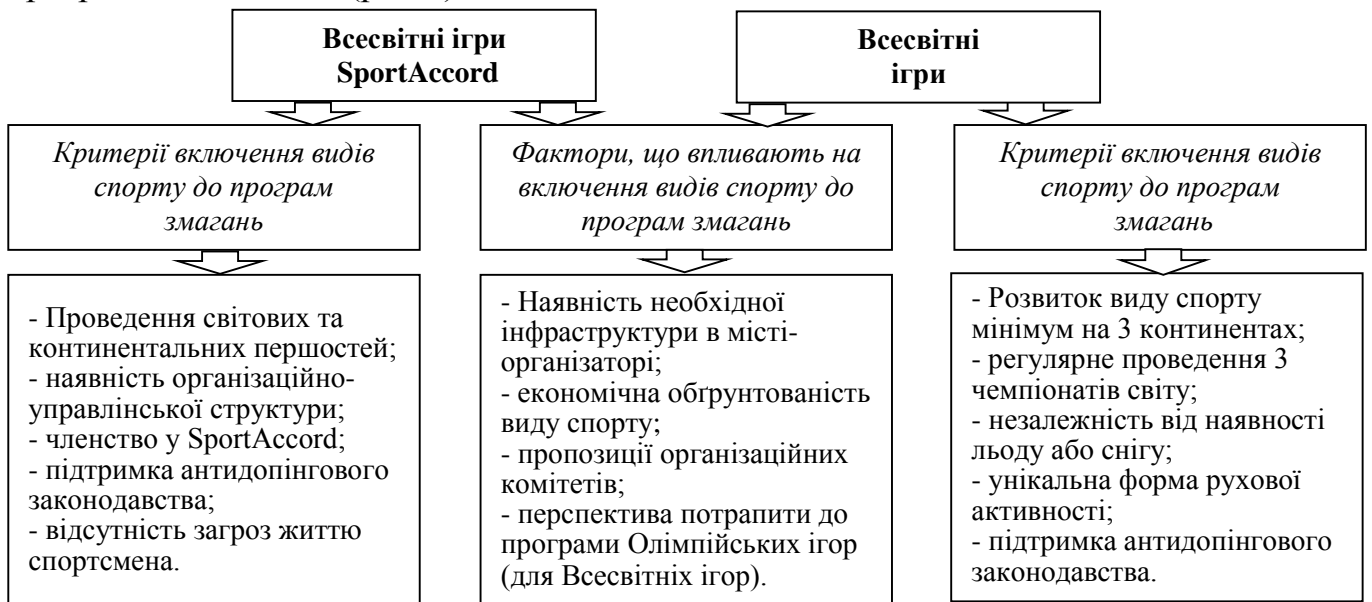 Всесвітні ігри
SportAccord
Всесвітні
ігри
Критерії включення видів
спорту до програм
змагань
Фактори, що впливають на
включення видів спорту до
програм змагань
Критерії включення видів
спорту до програм
змагань
- Проведення світових та
континентальних першостей;
- наявність організаційно-
управлінської структури;
- членство у SportAccord;
- підтримка антидопінгового
законодавства;
- відсутність загроз життю
спортсмена.
- Наявність необхідної
інфраструктури в місті-
організаторі;
- економічна обґрунтованість
виду спорту;
- пропозиції організаційних
комітетів;
- перспектива потрапити до
програми Олімпійських ігор
(для Всесвітніх ігор).
- Розвиток виду спорту
мінімум на 3 континентах;
- регулярне проведення 3
чемпіонатів світу;
- незалежність від наявності
льоду або снігу;
- унікальна форма рухової
активності;
- підтримка антидопінгового
законодавства.